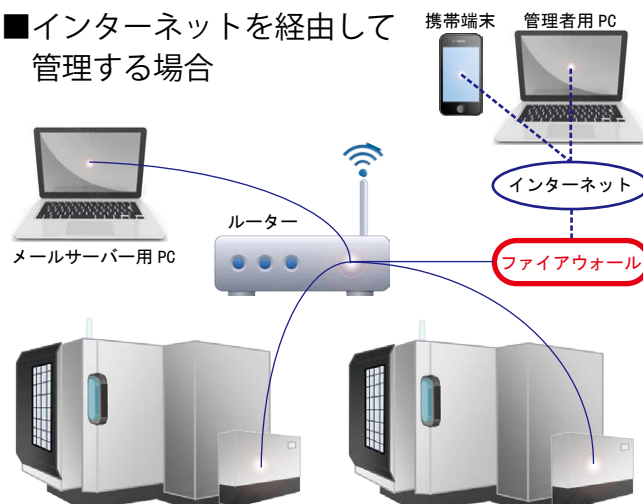 ■インターネットを経由して
管理する場合
携帯端末
管理者用 PC
インターネット
ルーター
メールサーバー用 PC
ファイアウォール